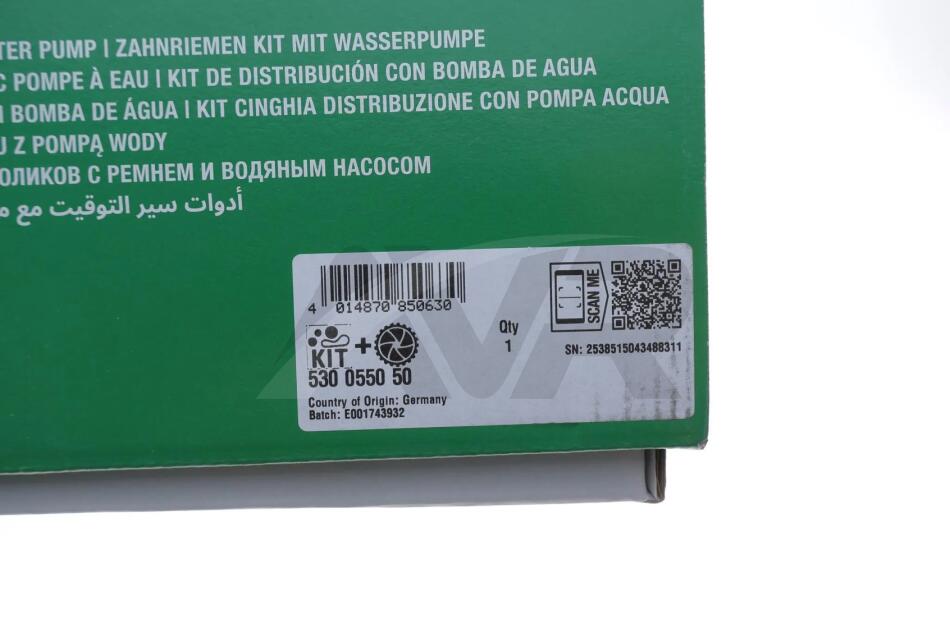 TER PUMP | ZAHNRIEMEN KIT MIT WASSERPUMPE
C POMPE À EAU | KIT DE DISTRIBUCIÓN CON BOMBA DE AGUA
BOMBA DE ÁGUA | KIT CINGHIA DISTRIBUZIONE CON POMPA ACQUA
U Z POMPĄ WODY
ОЛИКОВ С РЕМНЕМ И ВОДЯНЫМ НАСОСОМ
أدوات سير التوقيت مع
4 014870 850630
KIT +
530 0550 50
Qty
1
SCAN ME
SN: 2538515043488311
Country of Origin: Germany
Batch: E001743932